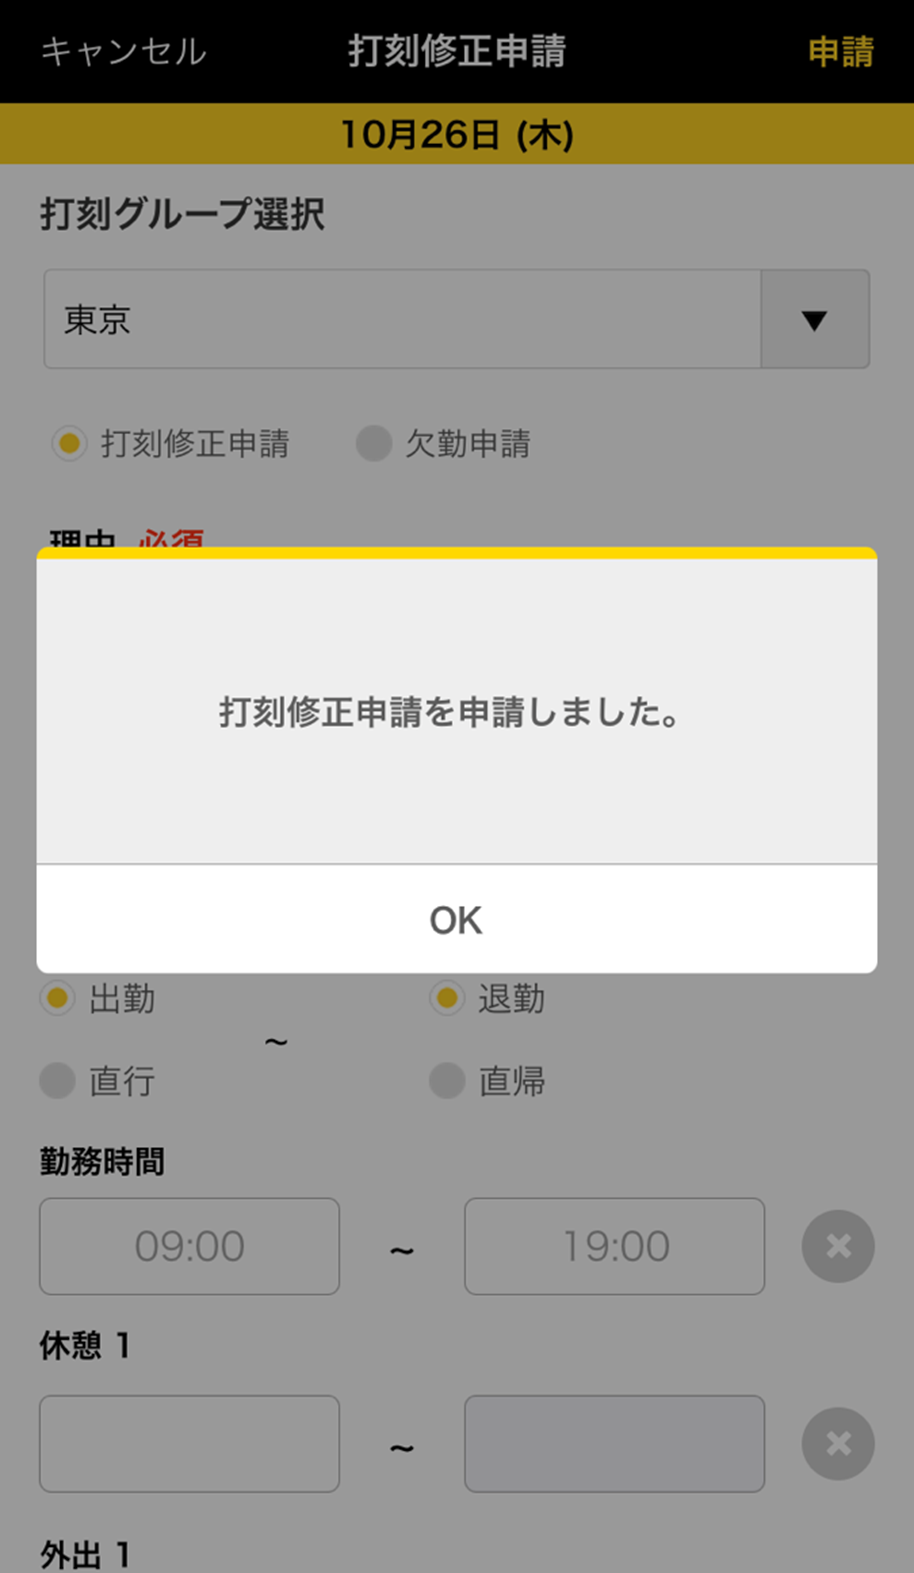 キャンセル 打刻修正申請 申請
10月26日 (木)
打刻グループ選択
東京
打刻修正申請 欠勤申請
理由 必須
打刻修正申請を申請しました。
OK
出勤 退勤
~
直行 直帰
勤務時間
09:00 ~ 19:00
休憩 1
~
外出 1